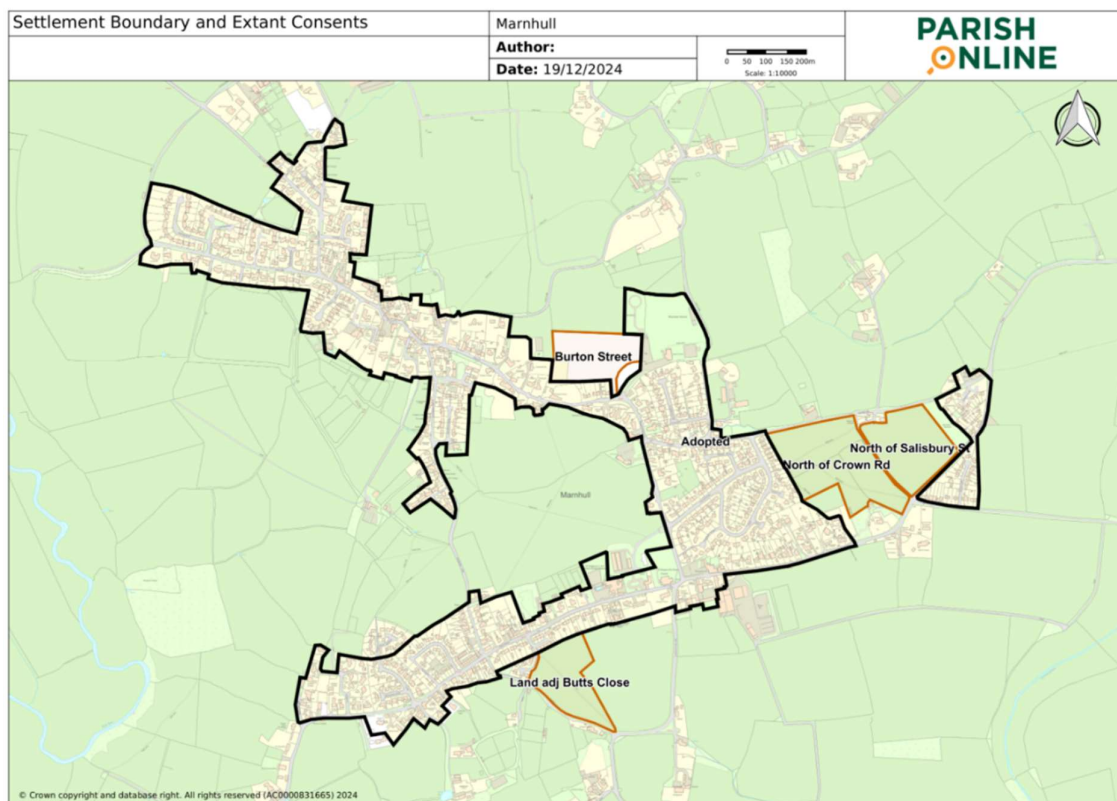 Settlement Boundary and Extant Consents
Marnhull
Author:
Date: 19/12/2024
0 50 100 150 200m
Scale: 1:10000
PARISH
ONLINE
Burton Street
Adopted
North of Salisbury St
North of Crown Rd
Marnhull
Land adj Butts Close
© Crown copyright and database right. All rights reserved (AC0000831665) 2024